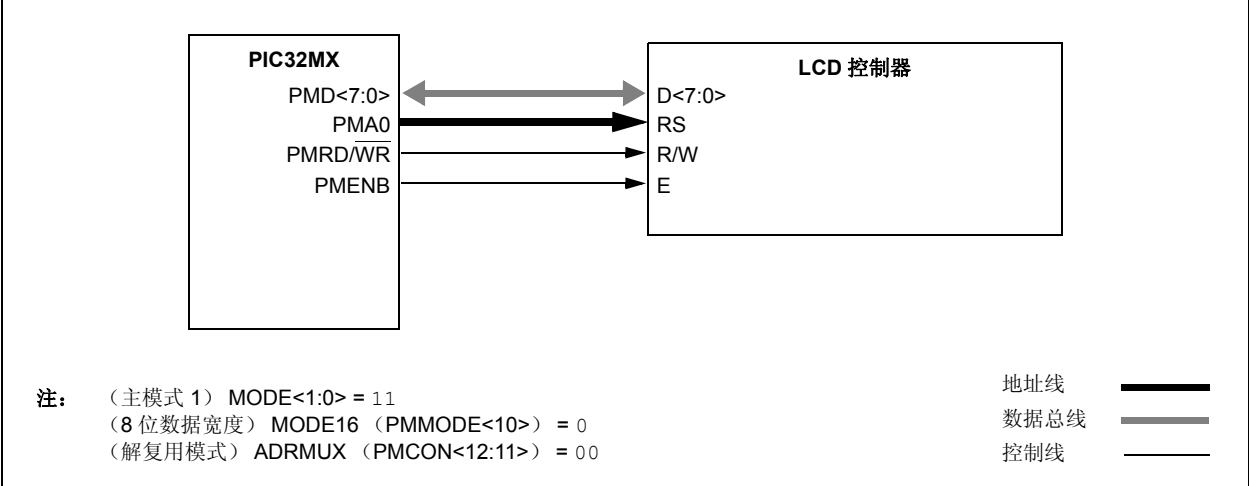 PIC32MX
PMD<7:0>
PMA0
PMRD/WR
PMENB
LCD 控制器
D<7:0>
RS
R/W
E
注： （主模式 1） MODE<1:0> = 11
（8 位数据宽度） MODE16 （PMMODE<10>） = 0
（解复用模式） ADRMUX （PMCON<12:11>） = 00
地址线
数据总线
控制线